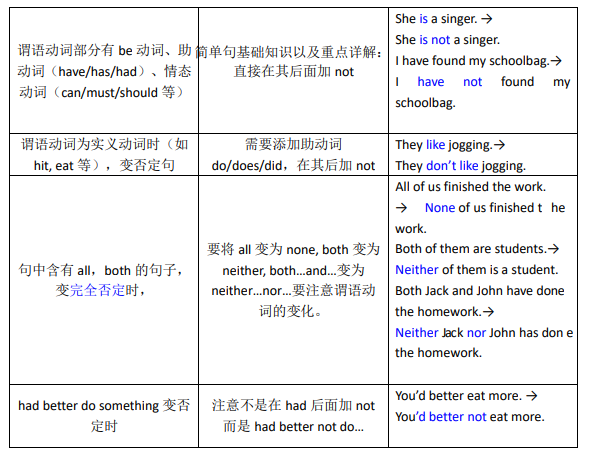 谓语动词部分有 be 动词、助
动词（have/has/had）、情态
动词（can/must/should 等）
简单句基础知识以及重点详解：
直接在其后面加 not
She is a singer. →
She is not a singer.
I have found my schoolbag.→
I have not found my
schoolbag.
谓语动词为实义动词时（如
hit, eat 等），变否定句
需要添加助动词
do/does/did，在其后加 not
They like jogging.→
They don’t like jogging.
句中含有 all，both 的句子，
变完全否定时，
要将 all 变为 none, both 变为
neither, both…and…变为
neither…nor…要注意谓语动
词的变化。
All of us finished the work.
→ None of us finished t he
work.
Both of them are students.→
Neither of them is a student.
Both Jack and John have done
the homework.→
Neither Jack nor John has don e
the homework.
had better do something 变否
定时
注意不是在 had 后面加 not
而是 had better not do…
You’d better eat more. →
You’d better not eat more.